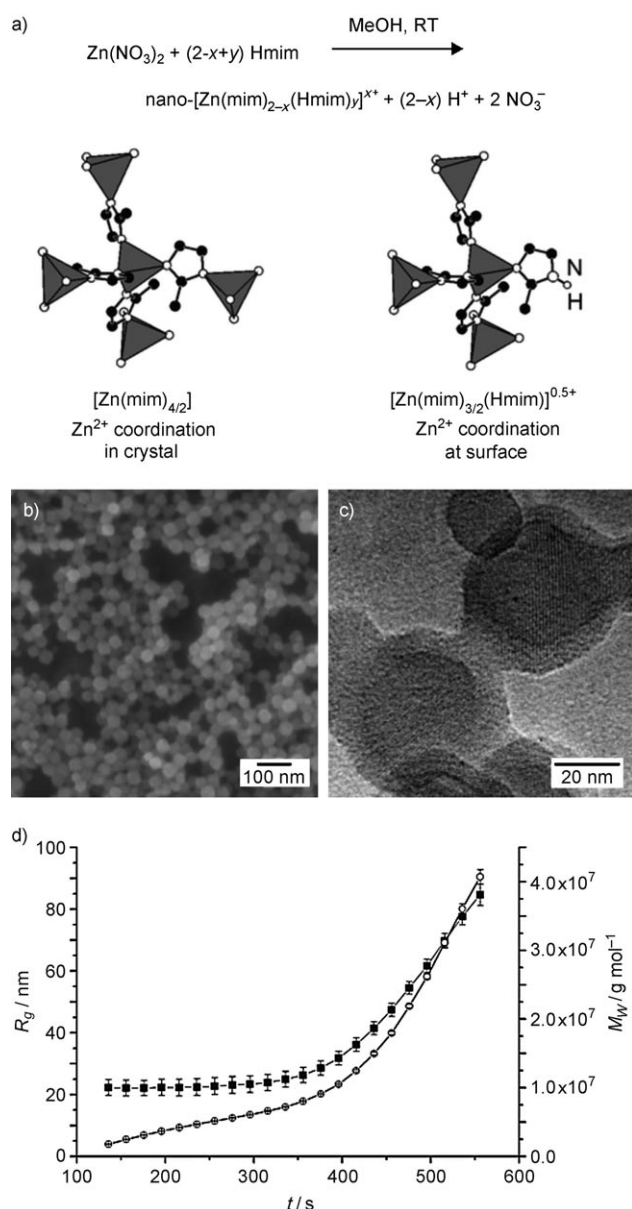 a)
MeOH, RT
Zn(NO₃)₂ + (2-x+y) Hmim
nano-[Zn(mim)₂₋ₓ(Hmim)y]ˣ⁺ + (2–x) H⁺ + 2 NO₃⁻
N
H
[Zn(mim)₄/₂]
Zn²⁺ coordination
in crystal
[Zn(mim)₃/₂(Hmim)]⁰·⁵⁺
Zn²⁺ coordination
at surface
b)
100 nm
c)
20 nm
d)
100
80
60
40
20
0
Rg / nm
4.0x10⁷
3.0x10⁷
2.0x10⁷
1.0x10⁷
0.0
MW / g mol⁻¹
100 200 300 400 500 600
t / s